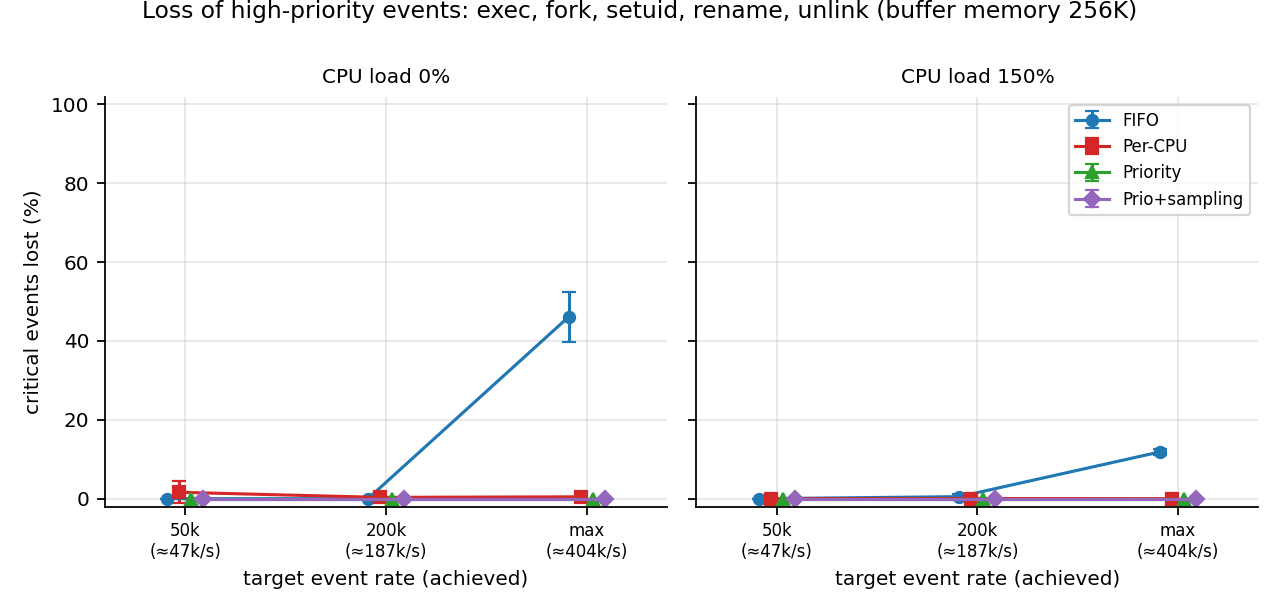 Loss of high-priority events: exec, fork, setuid, rename, unlink (buffer memory 256K)
CPU load 0%
CPU load 150%
100
80
60
40
20
0
critical events lost (%)
FIFO
Per-CPU
Priority
Prio+sampling
50k
(≈47k/s)
200k
(≈187k/s)
max
(≈404k/s)
50k
(≈47k/s)
200k
(≈187k/s)
max
(≈404k/s)
target event rate (achieved)
target event rate (achieved)